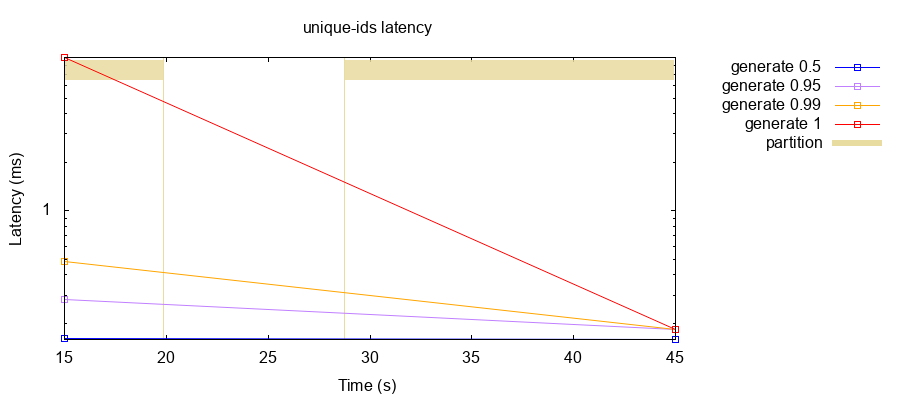 unique-ids latency
generate 0.5
generate 0.95
generate 0.99
generate 1
partition
Latency (ms)
1
15 20 25 30 35 40 45
Time (s)